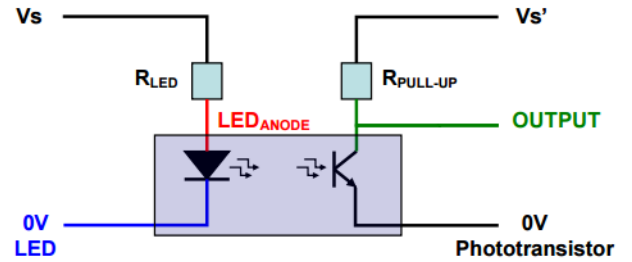 Vs
Vs'
RLED
RPULL-UP
LEDANODE
OUTPUT
0V
LED
0V
Phototransistor